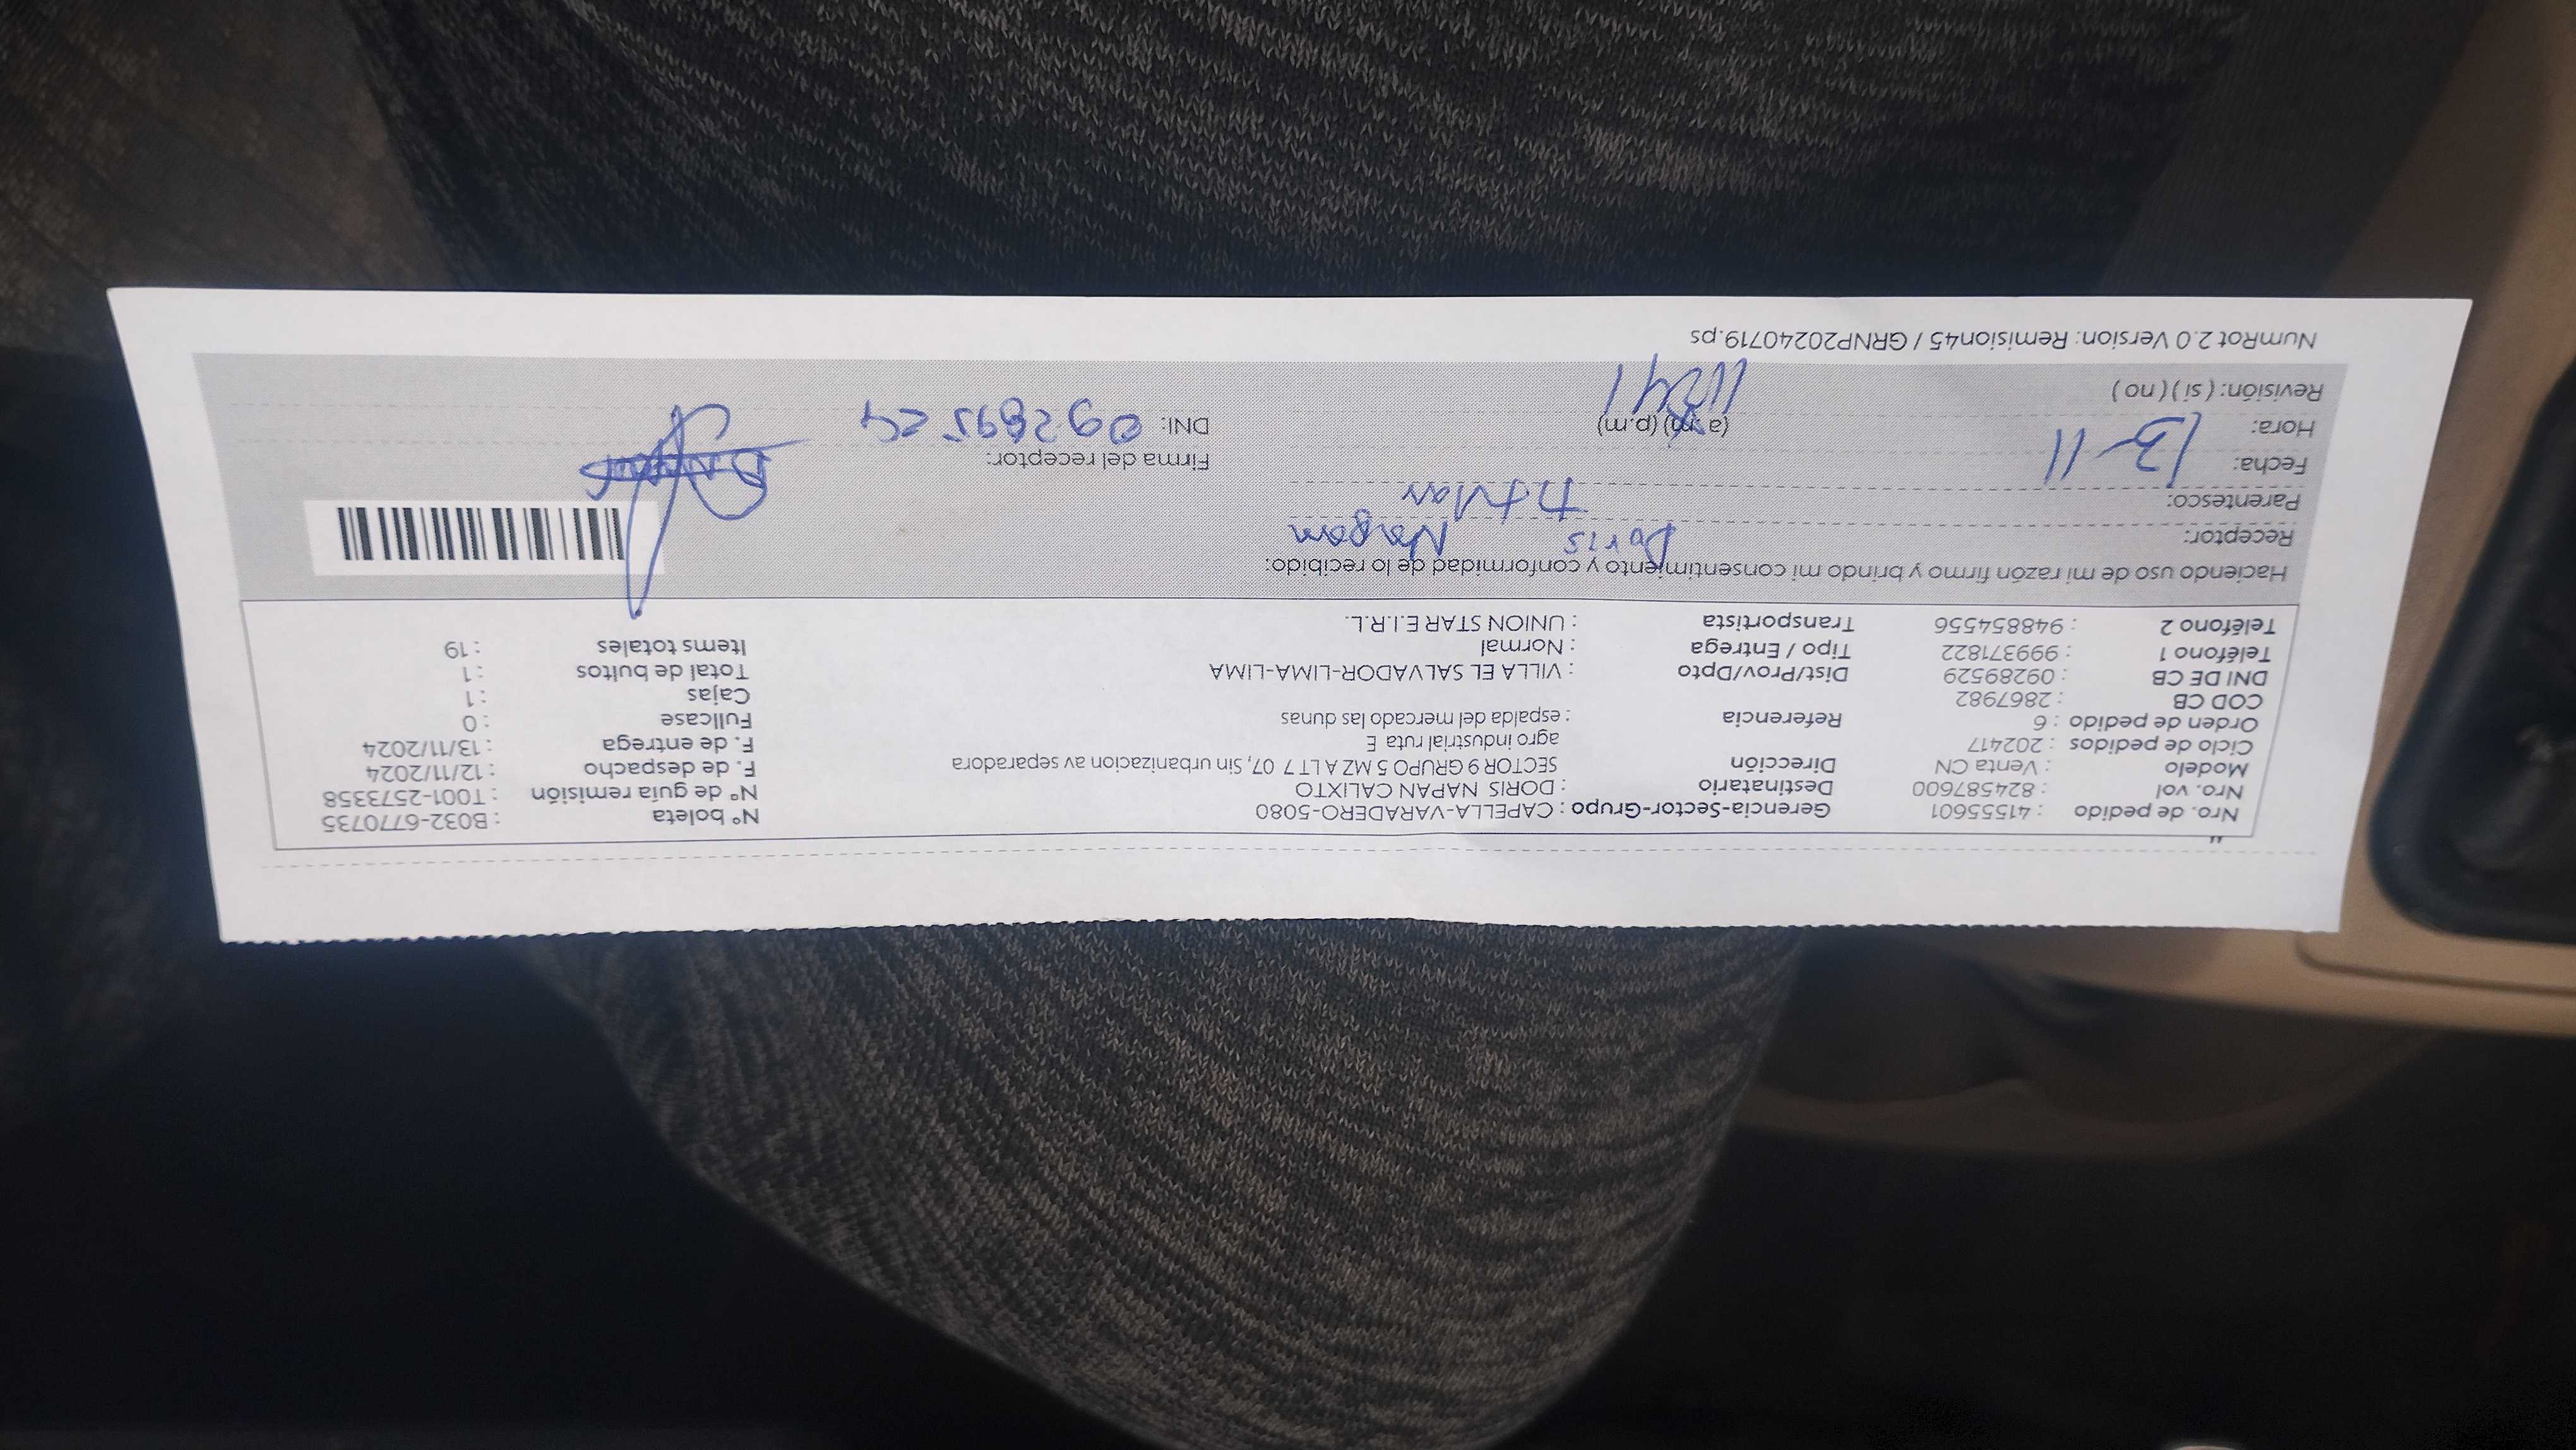 Nro. de pedido : 41555601 Gerencia-Sector-Grupo : CAPELLA-VARADERO-5080 N° boleta : B032-6770735
Nro. vol : 824587600 Destinatario : DORIS NAPAN CALIXTO N° de guía remisión : T001-2573358
Modelo : Venta CN Dirección SECTOR 9 GRUPO 5 MZ A LT 7 07, Sin urbanizacion av separadora F. de despacho : 12/11/2024
Ciclo de pedidos : 202417 agro industrial ruta E F. de entrega : 13/11/2024
Orden de pedido : 6 Referencia : espalda del mercado las dunas Fullcase : 0
COD CB : 2867982 Cajas : 1
DNI DE CB : 09289529 Dist/Prov/Dpto : VILLA EL SALVADOR-LIMA-LIMA Total de bultos : 1
Teléfono 1 : 999371822 Tipo / Entrega : Normal Items totales : 19
Teléfono 2 : 948854556 Transportista : UNION STAR E.I.R.L.
Haciendo uso de mi razón firmo y brindo mi consentimiento y conformidad de lo recibido:
Receptor: Doris Napan
Parentesco: titular
Fecha: 13-11 Firma del receptor:
Hora: (a.m) (p.m) DNI:
Revisión: ( si ) ( no )
NumRot 2.0 Version: Remision45 / GRNP20240719.ps